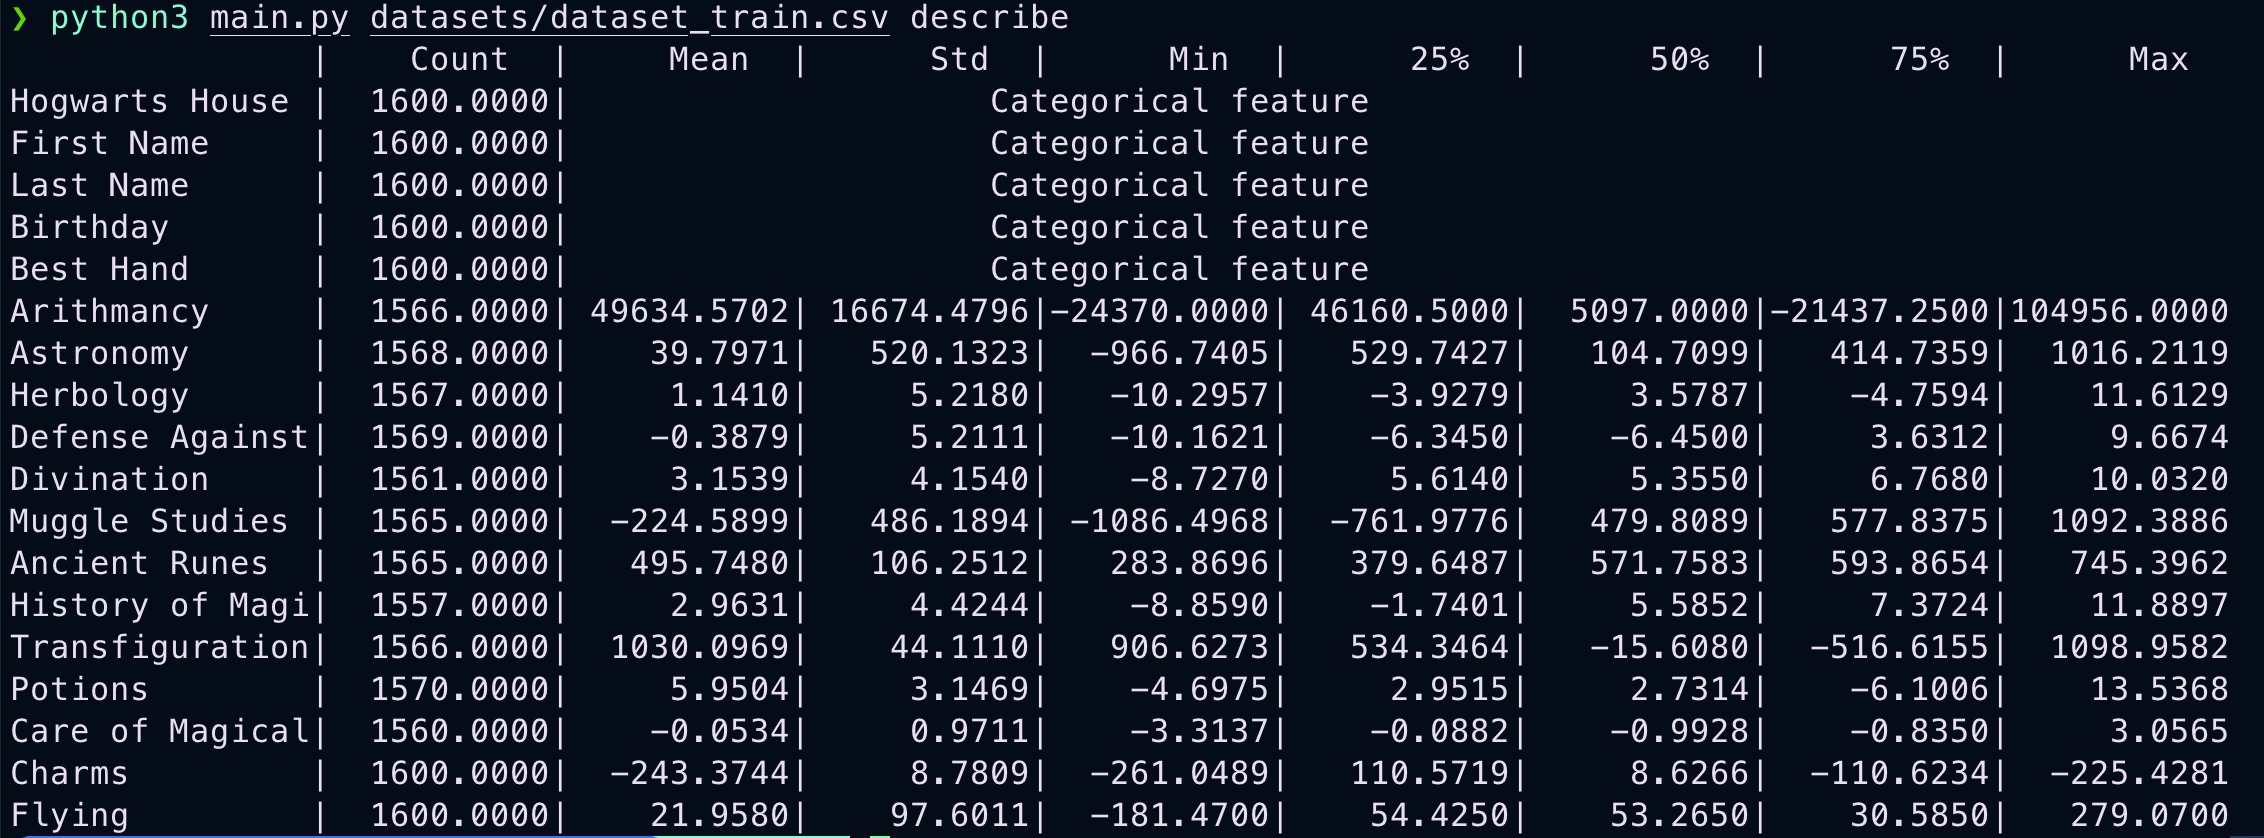 ❯ python3 main.py datasets/dataset_train.csv describe
               |    Count  |     Mean  |      Std  |      Min  |      25%  |      50%  |      75%  |      Max
Hogwarts House |  1600.0000|                     Categorical feature
First Name     |  1600.0000|                     Categorical feature
Last Name      |  1600.0000|                     Categorical feature
Birthday       |  1600.0000|                     Categorical feature
Best Hand      |  1600.0000|                     Categorical feature
Arithmancy     |  1566.0000| 49634.5702| 16674.4796|-24370.0000| 46160.5000|  5097.0000|-21437.2500|104956.0000
Astronomy      |  1568.0000|    39.7971|   520.1323|  -966.7405|   529.7427|   104.7099|   414.7359|  1016.2119
Herbology      |  1567.0000|     1.1410|     5.2180|   -10.2957|    -3.9279|     3.5787|    -4.7594|    11.6129
Defense Against|  1569.0000|    -0.3879|     5.2111|   -10.1621|    -6.3450|    -6.4500|     3.6312|     9.6674
Divination     |  1561.0000|     3.1539|     4.1540|    -8.7270|     5.6140|     5.3550|     6.7680|    10.0320
Muggle Studies |  1565.0000|  -224.5899|   486.1894| -1086.4968|  -761.9776|   479.8089|   577.8375|  1092.3886
Ancient Runes  |  1565.0000|   495.7480|   106.2512|   283.8696|   379.6487|   571.7583|   593.8654|   745.3962
History of Magi|  1557.0000|     2.9631|     4.4244|    -8.8590|    -1.7401|     5.5852|     7.3724|    11.8897
Transfiguration|  1566.0000|  1030.0969|    44.1110|   906.6273|   534.3464|   -15.6080|  -516.6155|  1098.9582
Potions        |  1570.0000|     5.9504|     3.1469|    -4.6975|     2.9515|     2.7314|    -6.1006|    13.5368
Care of Magical|  1560.0000|    -0.0534|     0.9711|    -3.3137|    -0.0882|    -0.9928|    -0.8350|     3.0565
Charms         |  1600.0000|  -243.3744|     8.7809|  -261.0489|   110.5719|     8.6266|  -110.6234|  -225.4281
Flying         |  1600.0000|    21.9580|    97.6011|  -181.4700|    54.4250|    53.2650|    30.5850|   279.0700